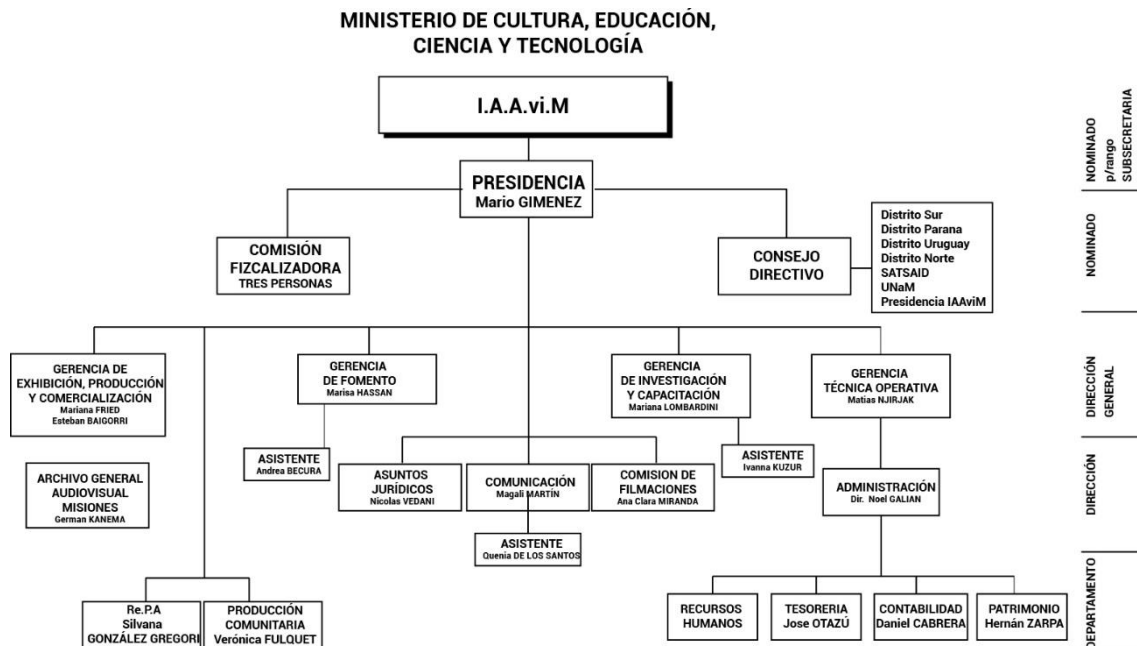 MINISTERIO DE CULTURA, EDUCACIÓN,
CIENCIA Y TECNOLOGÍA
I.A.A.vi.M
PRESIDENCIA
Mario GIMENEZ
COMISIÓN
FIZCALIZADORA
TRES PERSONAS
CONSEJO
DIRECTIVO
Distrito Sur
Distrito Parana
Distrito Uruguay
Distrito Norte
SATSAID
UNaM
Presidencia IAAviM
GERENCIA DE
EXHIBICIÓN, PRODUCCIÓN
Y COMERCIALIZACIÓN
Mariana FRIED
Esteban BAIGORRI
GERENCIA
DE FOMENTO
Marisa HASSAN
GERENCIA
DE INVESTIGACIÓN
Y CAPACITACIÓN
Mariana LOMBARDINI
GERENCIA
TÉCNICA OPERATIVA
Matias NJIRJAK
ARCHIVO GENERAL
AUDIOVISUAL
MISIONES
German KANEMA
ASISTENTE
Andrea BECURA
ASUNTOS
JURÍDICOS
Nicolas VEDANI
COMUNICACIÓN
Magali MARTÍN
COMISION DE
FILMACIONES
Ana Clara MIRANDA
ASISTENTE
Ivanna KUZUR
ADMINISTRACIÓN
Dir. Noel GALIAN
ASISTENTE
Quenia DE LOS SANTOS
Re.P.A
Silvana
GONZÁLEZ GREGORI
PRODUCCIÓN
COMUNITARIA
Verónica FULQUET
RECURSOS
HUMANOS
TESORERIA
Jose OTAZÚ
CONTABILIDAD
Daniel CABRERA
PATRIMONIO
Hernán ZARPA
NOMINADO
p/rango
SUBSECRETARIA
NOMINADO
DIRECCIÓN
GENERAL
DIRECCIÓN
DEPARTAMENTO